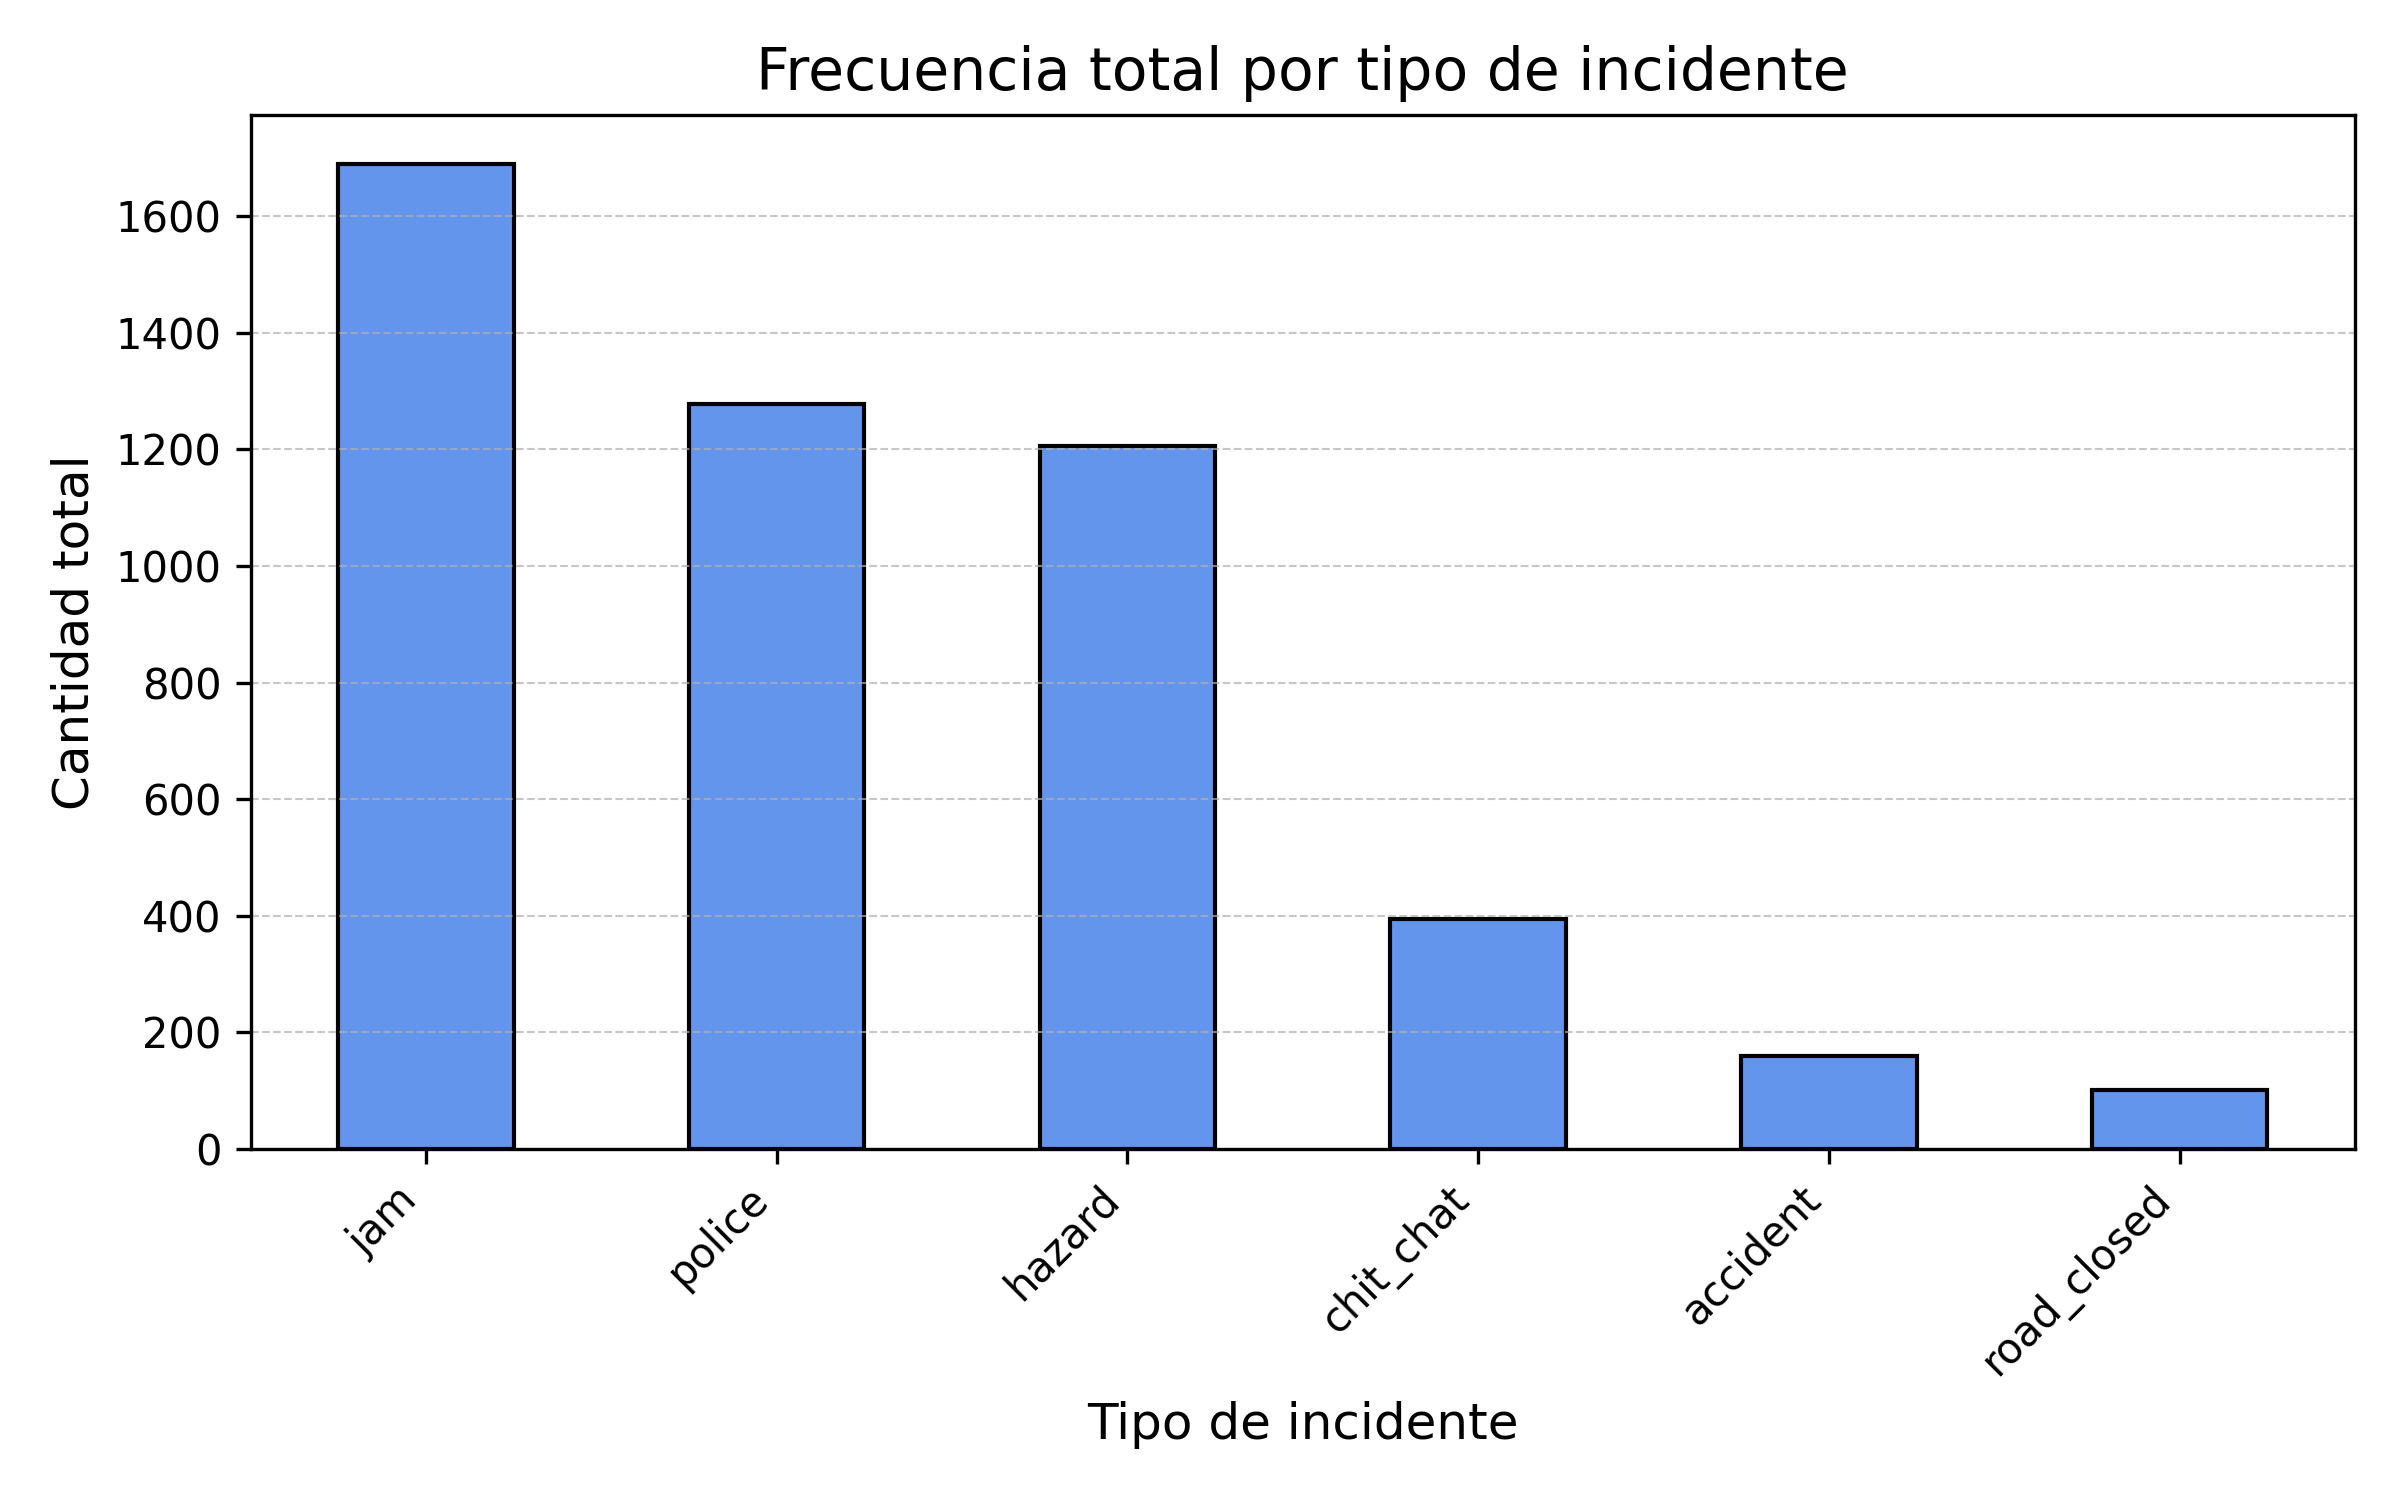 Frecuencia total por tipo de incidente
Cantidad total
1600
1400
1200
1000
800
600
400
200
0
jam
police
hazard
chit_chat
accident
road_closed
Tipo de incidente